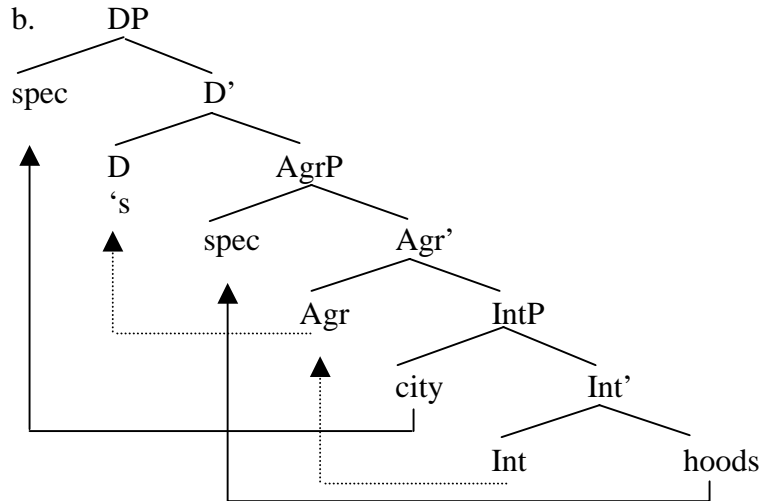 b. DP
spec D’
D AgrP
‘s
spec Agr’
Agr IntP
city Int’
Int hoods